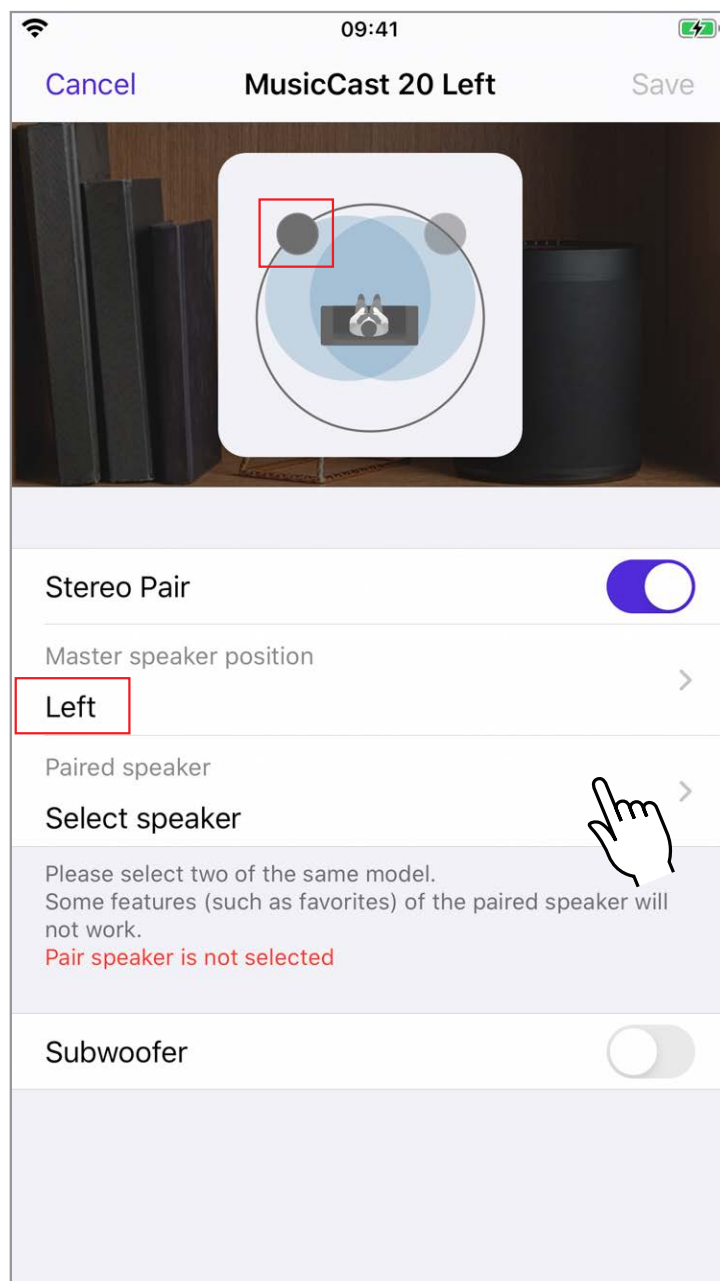 09:41
Cancel MusicCast 20 Left Save
Stereo Pair
Master speaker position
Left
Paired speaker
Select speaker
Please select two of the same model.
Some features (such as favorites) of the paired speaker will
not work.
Pair speaker is not selected
Subwoofer